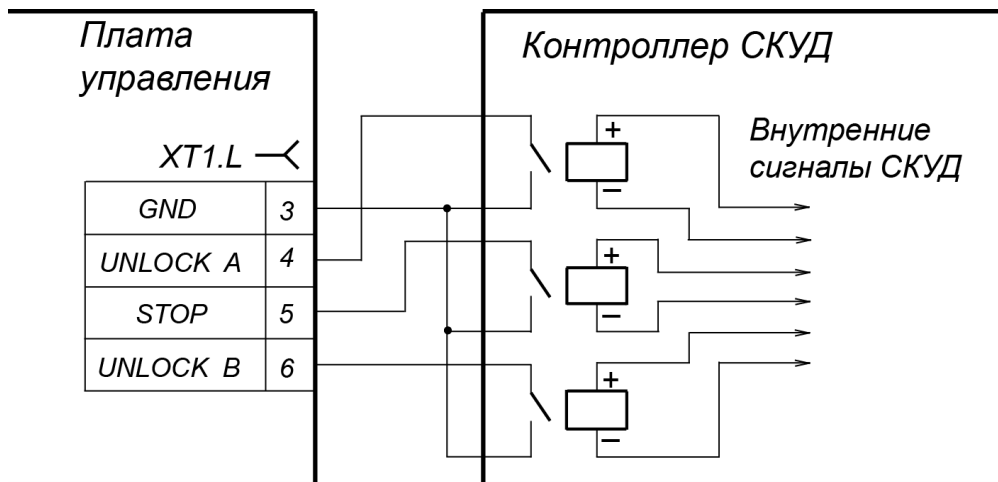 Плата
управления
Контроллер СКУД
XT1.L
Внутренние
сигналы СКУД
GND 3
UNLOCK A 4
STOP 5
UNLOCK B 6
+
−
+
−
+
−